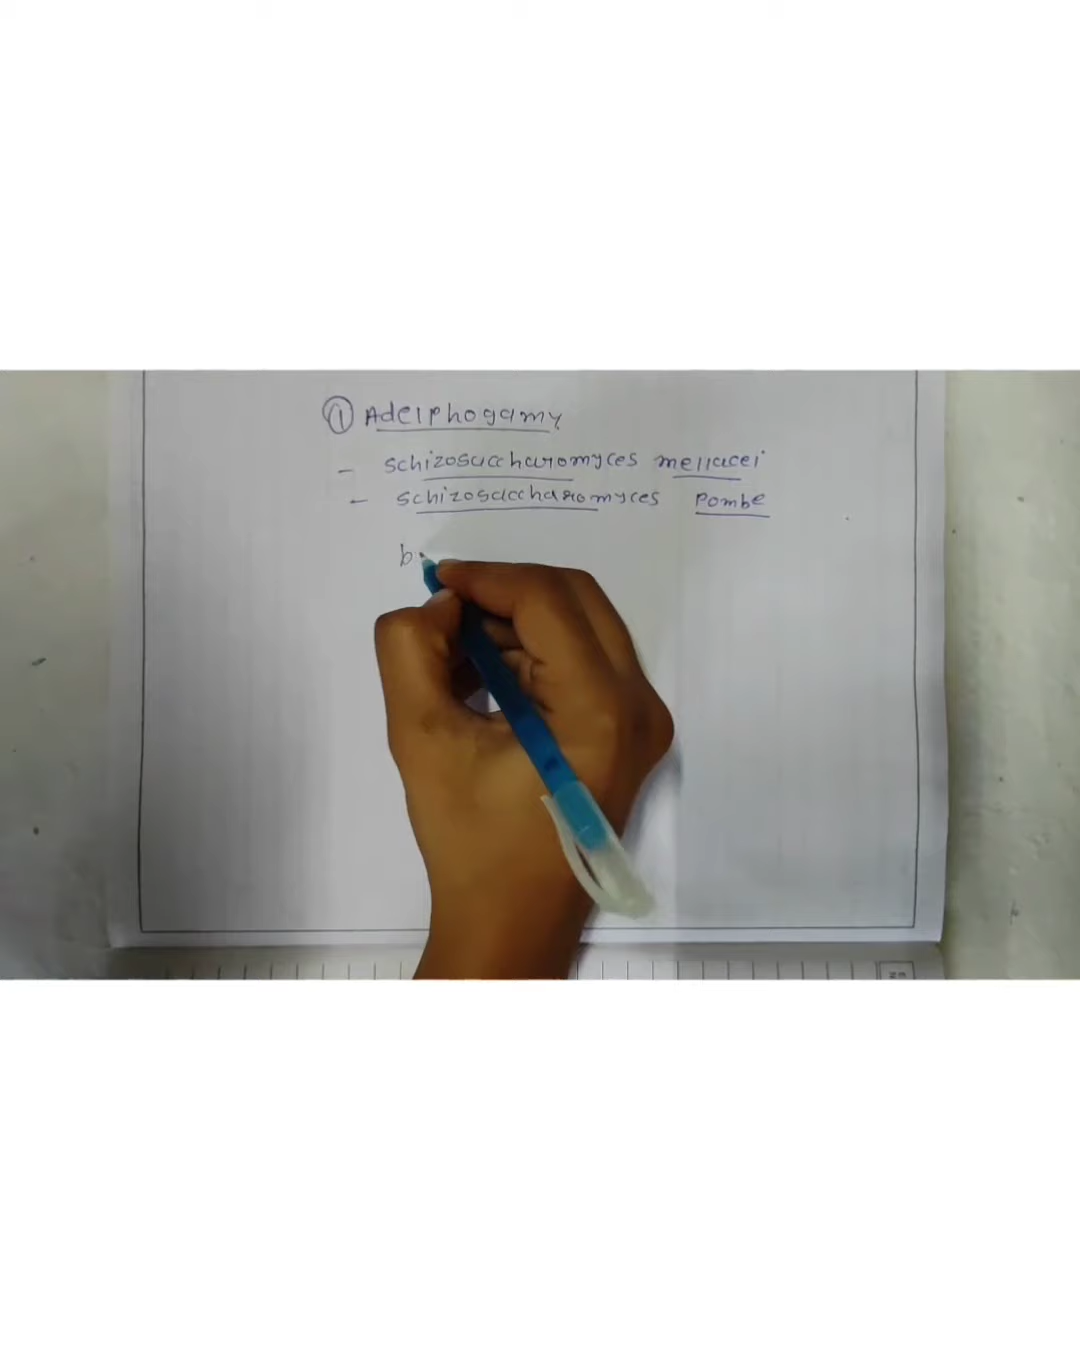 ① Adelphogamy
- Schizosaccharomyces mellacei
- Schizosaccharomyces Pombe
b